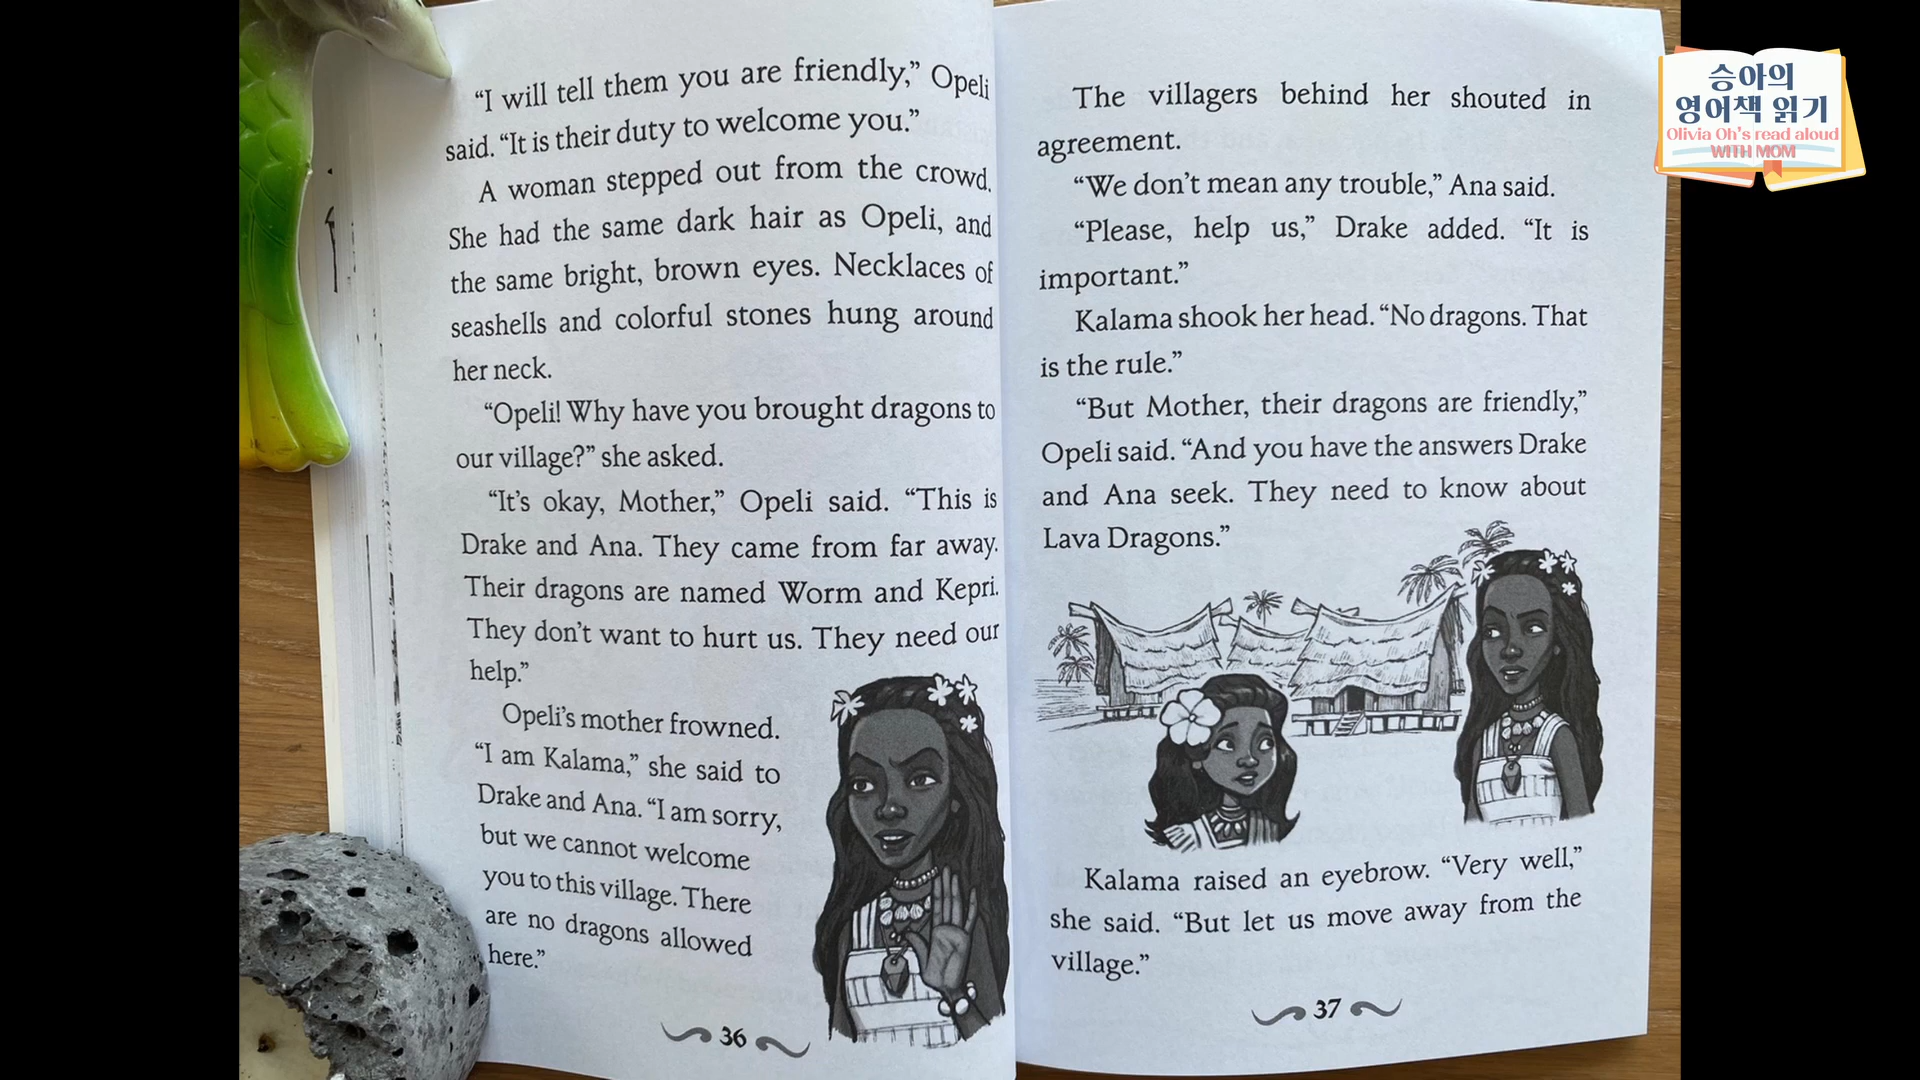 “I will tell them you are friendly,” Opeli
said. “It is their duty to welcome you.”
A woman stepped out from the crowd.
She had the same dark hair as Opeli, and
the same bright, brown eyes. Necklaces of
seashells and colorful stones hung around
her neck.
“Opeli! Why have you brought dragons to
our village?” she asked.
“It’s okay, Mother,” Opeli said. “This is
Drake and Ana. They came from far away.
Their dragons are named Worm and Kepri.
They don’t want to hurt us. They need our
help.”
Opeli’s mother frowned.
“I am Kalama,” she said to
Drake and Ana. “I am sorry,
but we cannot welcome
you to this village. There
are no dragons allowed
here.”
36
The villagers behind her shouted in
agreement.
“We don’t mean any trouble,” Ana said.
“Please, help us,” Drake added. “It is
important.”
Kalama shook her head. “No dragons. That
is the rule.”
“But Mother, their dragons are friendly,”
Opeli said. “And you have the answers Drake
and Ana seek. They need to know about
Lava Dragons.”
Kalama raised an eyebrow. “Very well,”
she said. “But let us move away from the
village.”
37
승아의
영어책 읽기
Olivia Oh's read aloud
WITH MOM